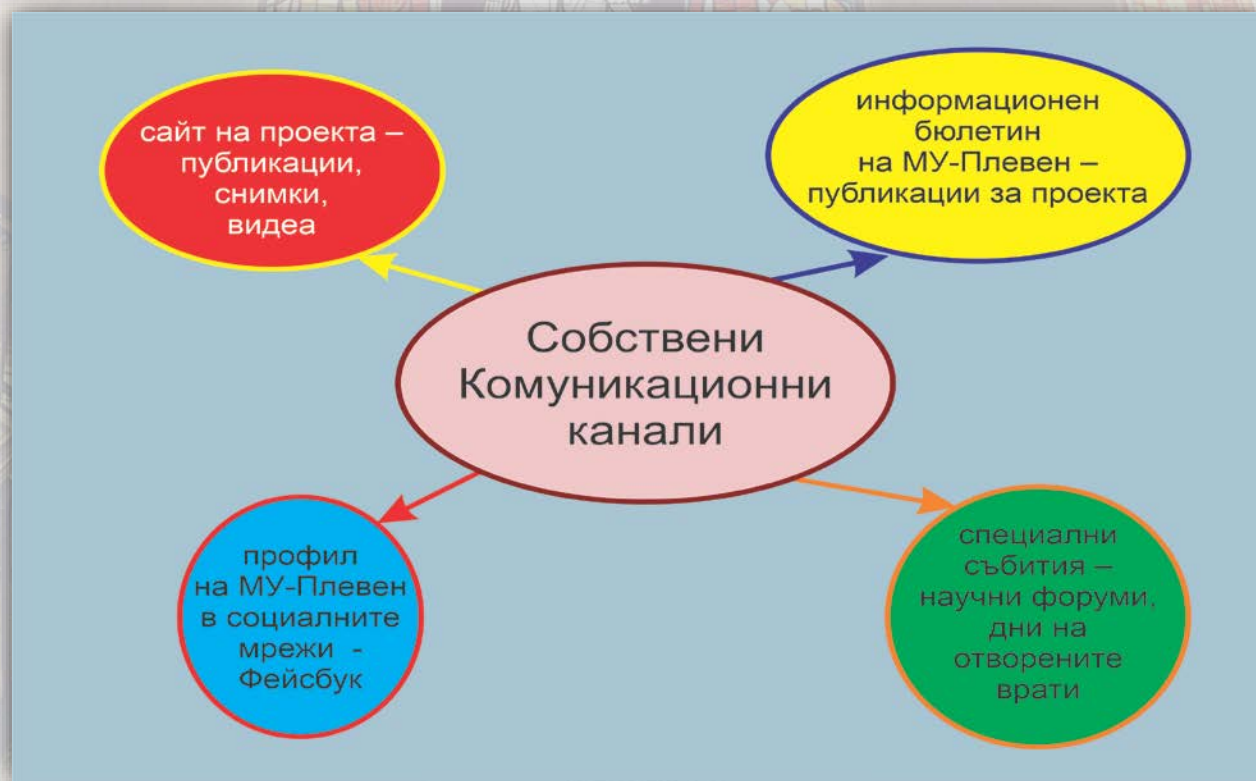 сайт на проекта –
публикации,
снимки,
видеа
информационен
бюлетин
на МУ-Плевен –
публикации за проекта
Собствени
Комуникационни
канали
профил
на МУ-Плевен
в социалните
мрежи -
Фейсбук
специални
събития –
научни форуми,
дни на
отворените
врати